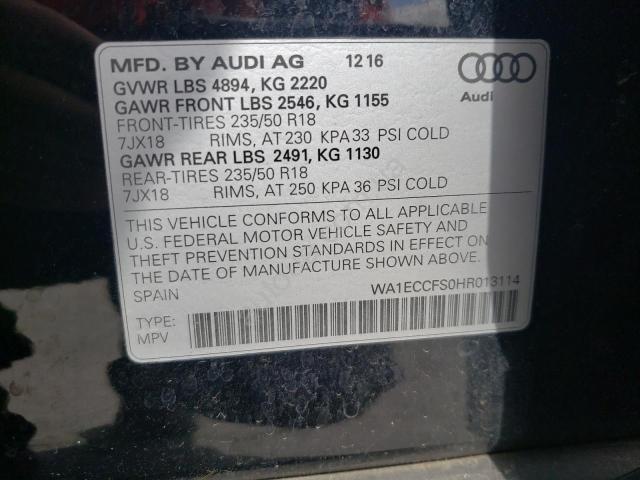 MFD. BY AUDI AG 12 16
GVWR LBS 4894, KG 2220
GAWR FRONT LBS 2546, KG 1155
FRONT-TIRES 235/50 R18
7JX18 RIMS, AT 230 KPA 33 PSI COLD
GAWR REAR LBS 2491, KG 1130
REAR-TIRES 235/50 R18
7JX18 RIMS, AT 250 KPA 36 PSI COLD
Audi
THIS VEHICLE CONFORMS TO ALL APPLICABLE
U.S. FEDERAL MOTOR VEHICLE SAFETY AND
THEFT PREVENTION STANDARDS IN EFFECT ON
THE DATE OF MANUFACTURE SHOWN ABOVE.
SPAIN
WA1ECCFS0HR013114
TYPE:
MPV